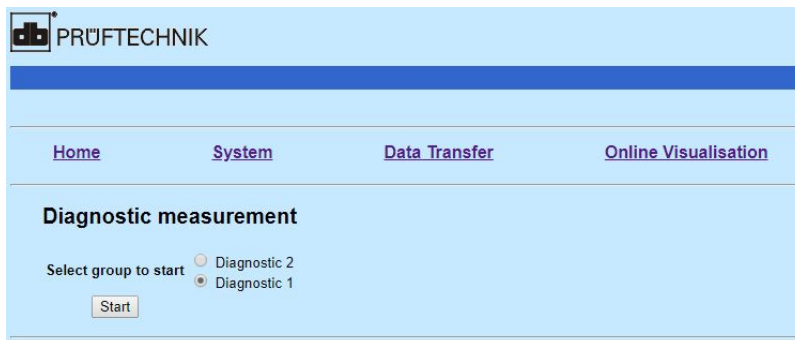 db PRÜFTECHNIK
Home System Data Transfer Online Visualisation
Diagnostic measurement
Select group to start
Diagnostic 2
Diagnostic 1
Start